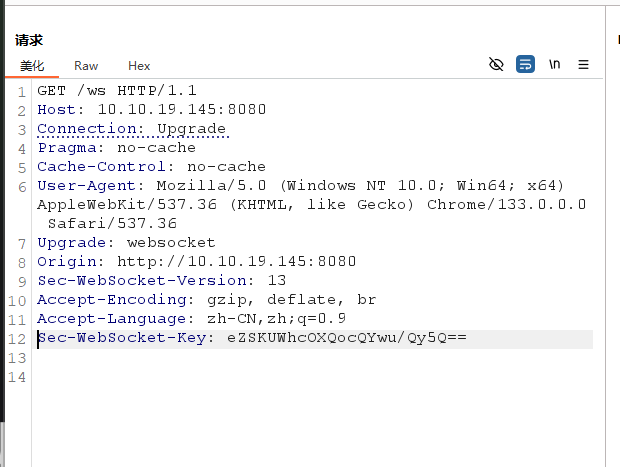 请求
美化 Raw Hex \n
1 GET /ws HTTP/1.1
2 Host: 10.10.19.145:8080
3 Connection: Upgrade
4 Pragma: no-cache
5 Cache-Control: no-cache
6 User-Agent: Mozilla/5.0 (Windows NT 10.0; Win64; x64)
AppleWebKit/537.36 (KHTML, like Gecko) Chrome/133.0.0.0
Safari/537.36
7 Upgrade: websocket
8 Origin: http://10.10.19.145:8080
9 Sec-WebSocket-Version: 13
10 Accept-Encoding: gzip, deflate, br
11 Accept-Language: zh-CN,zh;q=0.9
12 Sec-WebSocket-Key: eZSKUWhcOXQocQYwu/Qy5Q==
13
14